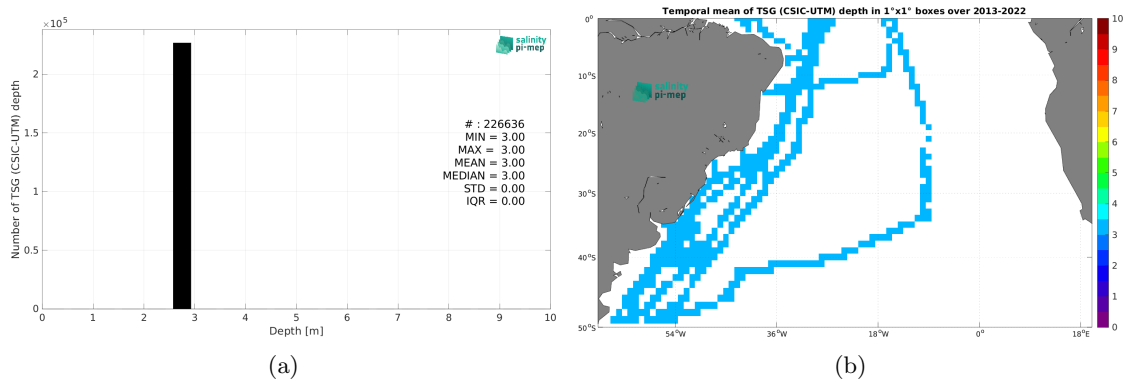 ×10⁵
salinity
pi-mep
Number of TSG (CSIC-UTM) depth
2
1.5
1
0.5
0
# : 226636
MIN = 3.00
MAX = 3.00
MEAN = 3.00
MEDIAN = 3.00
STD = 0.00
IQR = 0.00
0 1 2 3 4 5 6 7 8 9 10
Depth [m]
(a)
Temporal mean of TSG (CSIC-UTM) depth in 1°x1° boxes over 2013-2022
0°
10°S
20°S
30°S
40°S
50°S
salinity
pi-mep
54°W 36°W 18°W 0° 18°E
10
9
8
7
6
5
4
3
2
1
0
(b)